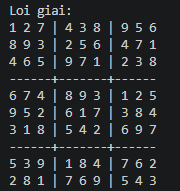 Loi giai:
1 2 7 | 4 3 8 | 9 5 6
8 9 3 | 2 5 6 | 4 7 1
4 6 5 | 9 7 1 | 2 3 8
------+-------+------
6 7 4 | 8 9 3 | 1 2 5
9 5 2 | 6 1 7 | 3 8 4
3 1 8 | 5 4 2 | 6 9 7
------+-------+------
5 3 9 | 1 8 4 | 7 6 2
2 8 1 | 7 6 9 | 5 4 3